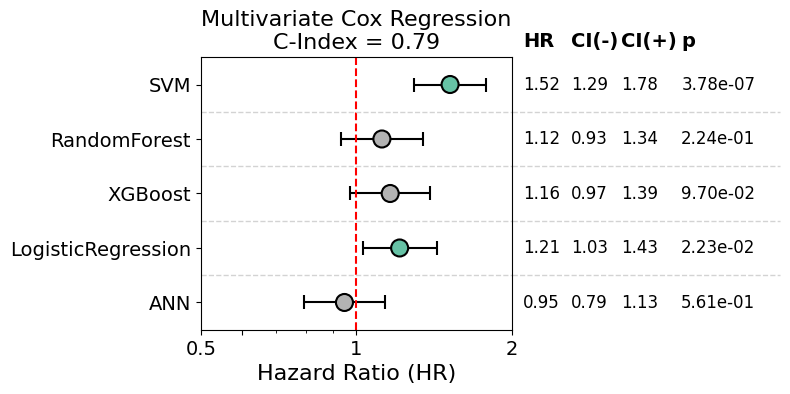 Multivariate Cox Regression
C-Index = 0.79
HR CI(-) CI(+) p
SVM 1.52 1.29 1.78 3.78e-07
RandomForest 1.12 0.93 1.34 2.24e-01
XGBoost 1.16 0.97 1.39 9.70e-02
LogisticRegression 1.21 1.03 1.43 2.23e-02
ANN 0.95 0.79 1.13 5.61e-01
0.5 1 2
Hazard Ratio (HR)